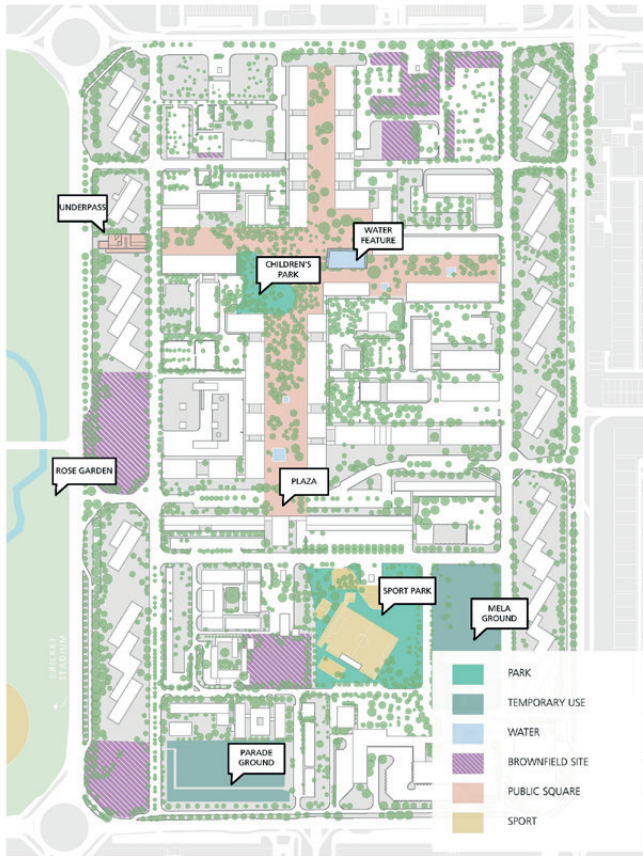 UNDERPASS
WATER
FEATURE
CHILDREN'S
PARK
ROSE GARDEN
PLAZA
SPORT PARK
MELA
GROUND
CRICKET
STADIUM
PARADE
GROUND
PARK
TEMPORARY USE
WATER
BROWNFIELD SITE
PUBLIC SQUARE
SPORT